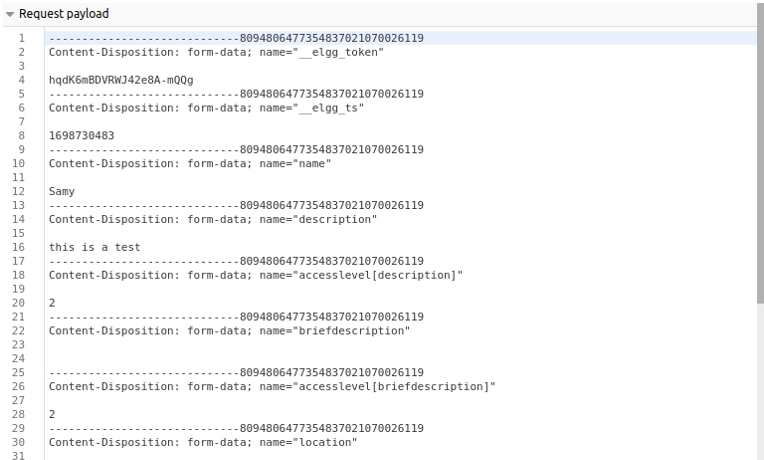 Request payload
1 -----------------------------8094806477354837021070026119
2 Content-Disposition: form-data; name="__elgg_token"
3
4 hqdK6mBDVRWJ42e8A-mQQg
5 -----------------------------8094806477354837021070026119
6 Content-Disposition: form-data; name="__elgg_ts"
7
8 1698730483
9 -----------------------------8094806477354837021070026119
10 Content-Disposition: form-data; name="name"
11
12 Samy
13 -----------------------------8094806477354837021070026119
14 Content-Disposition: form-data; name="description"
15
16 this is a test
17 -----------------------------8094806477354837021070026119
18 Content-Disposition: form-data; name="accesslevel[description]"
19
20 2
21 -----------------------------8094806477354837021070026119
22 Content-Disposition: form-data; name="briefdescription"
23
24
25 -----------------------------8094806477354837021070026119
26 Content-Disposition: form-data; name="accesslevel[briefdescription]"
27
28 2
29 -----------------------------8094806477354837021070026119
30 Content-Disposition: form-data; name="location"
31